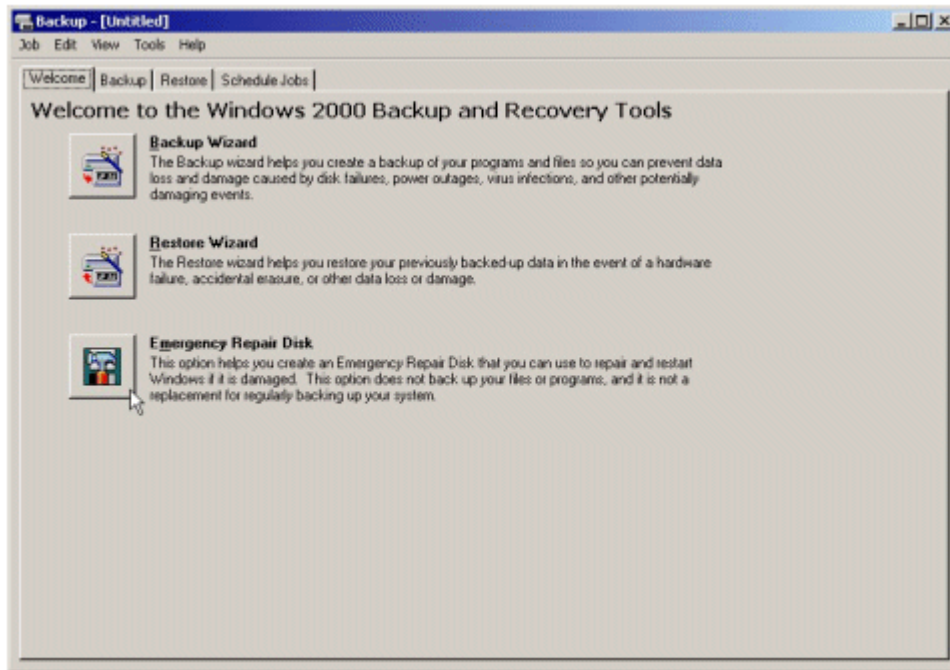 Backup - [Untitled]
Job Edit View Tools Help
Welcome Backup Restore Schedule Jobs
Welcome to the Windows 2000 Backup and Recovery Tools
Backup Wizard
The Backup wizard helps you create a backup of your programs and files so you can prevent data
loss and damage caused by disk failures, power outages, virus infections, and other potentially
damaging events.
Restore Wizard
The Restore wizard helps you restore your previously backed-up data in the event of a hardware
failure, accidental erasure, or other data loss or damage.
Emergency Repair Disk
This option helps you create an Emergency Repair Disk that you can use to repair and restart
Windows if it is damaged. This option does not back up your files or programs, and it is not a
replacement for regularly backing up your system.